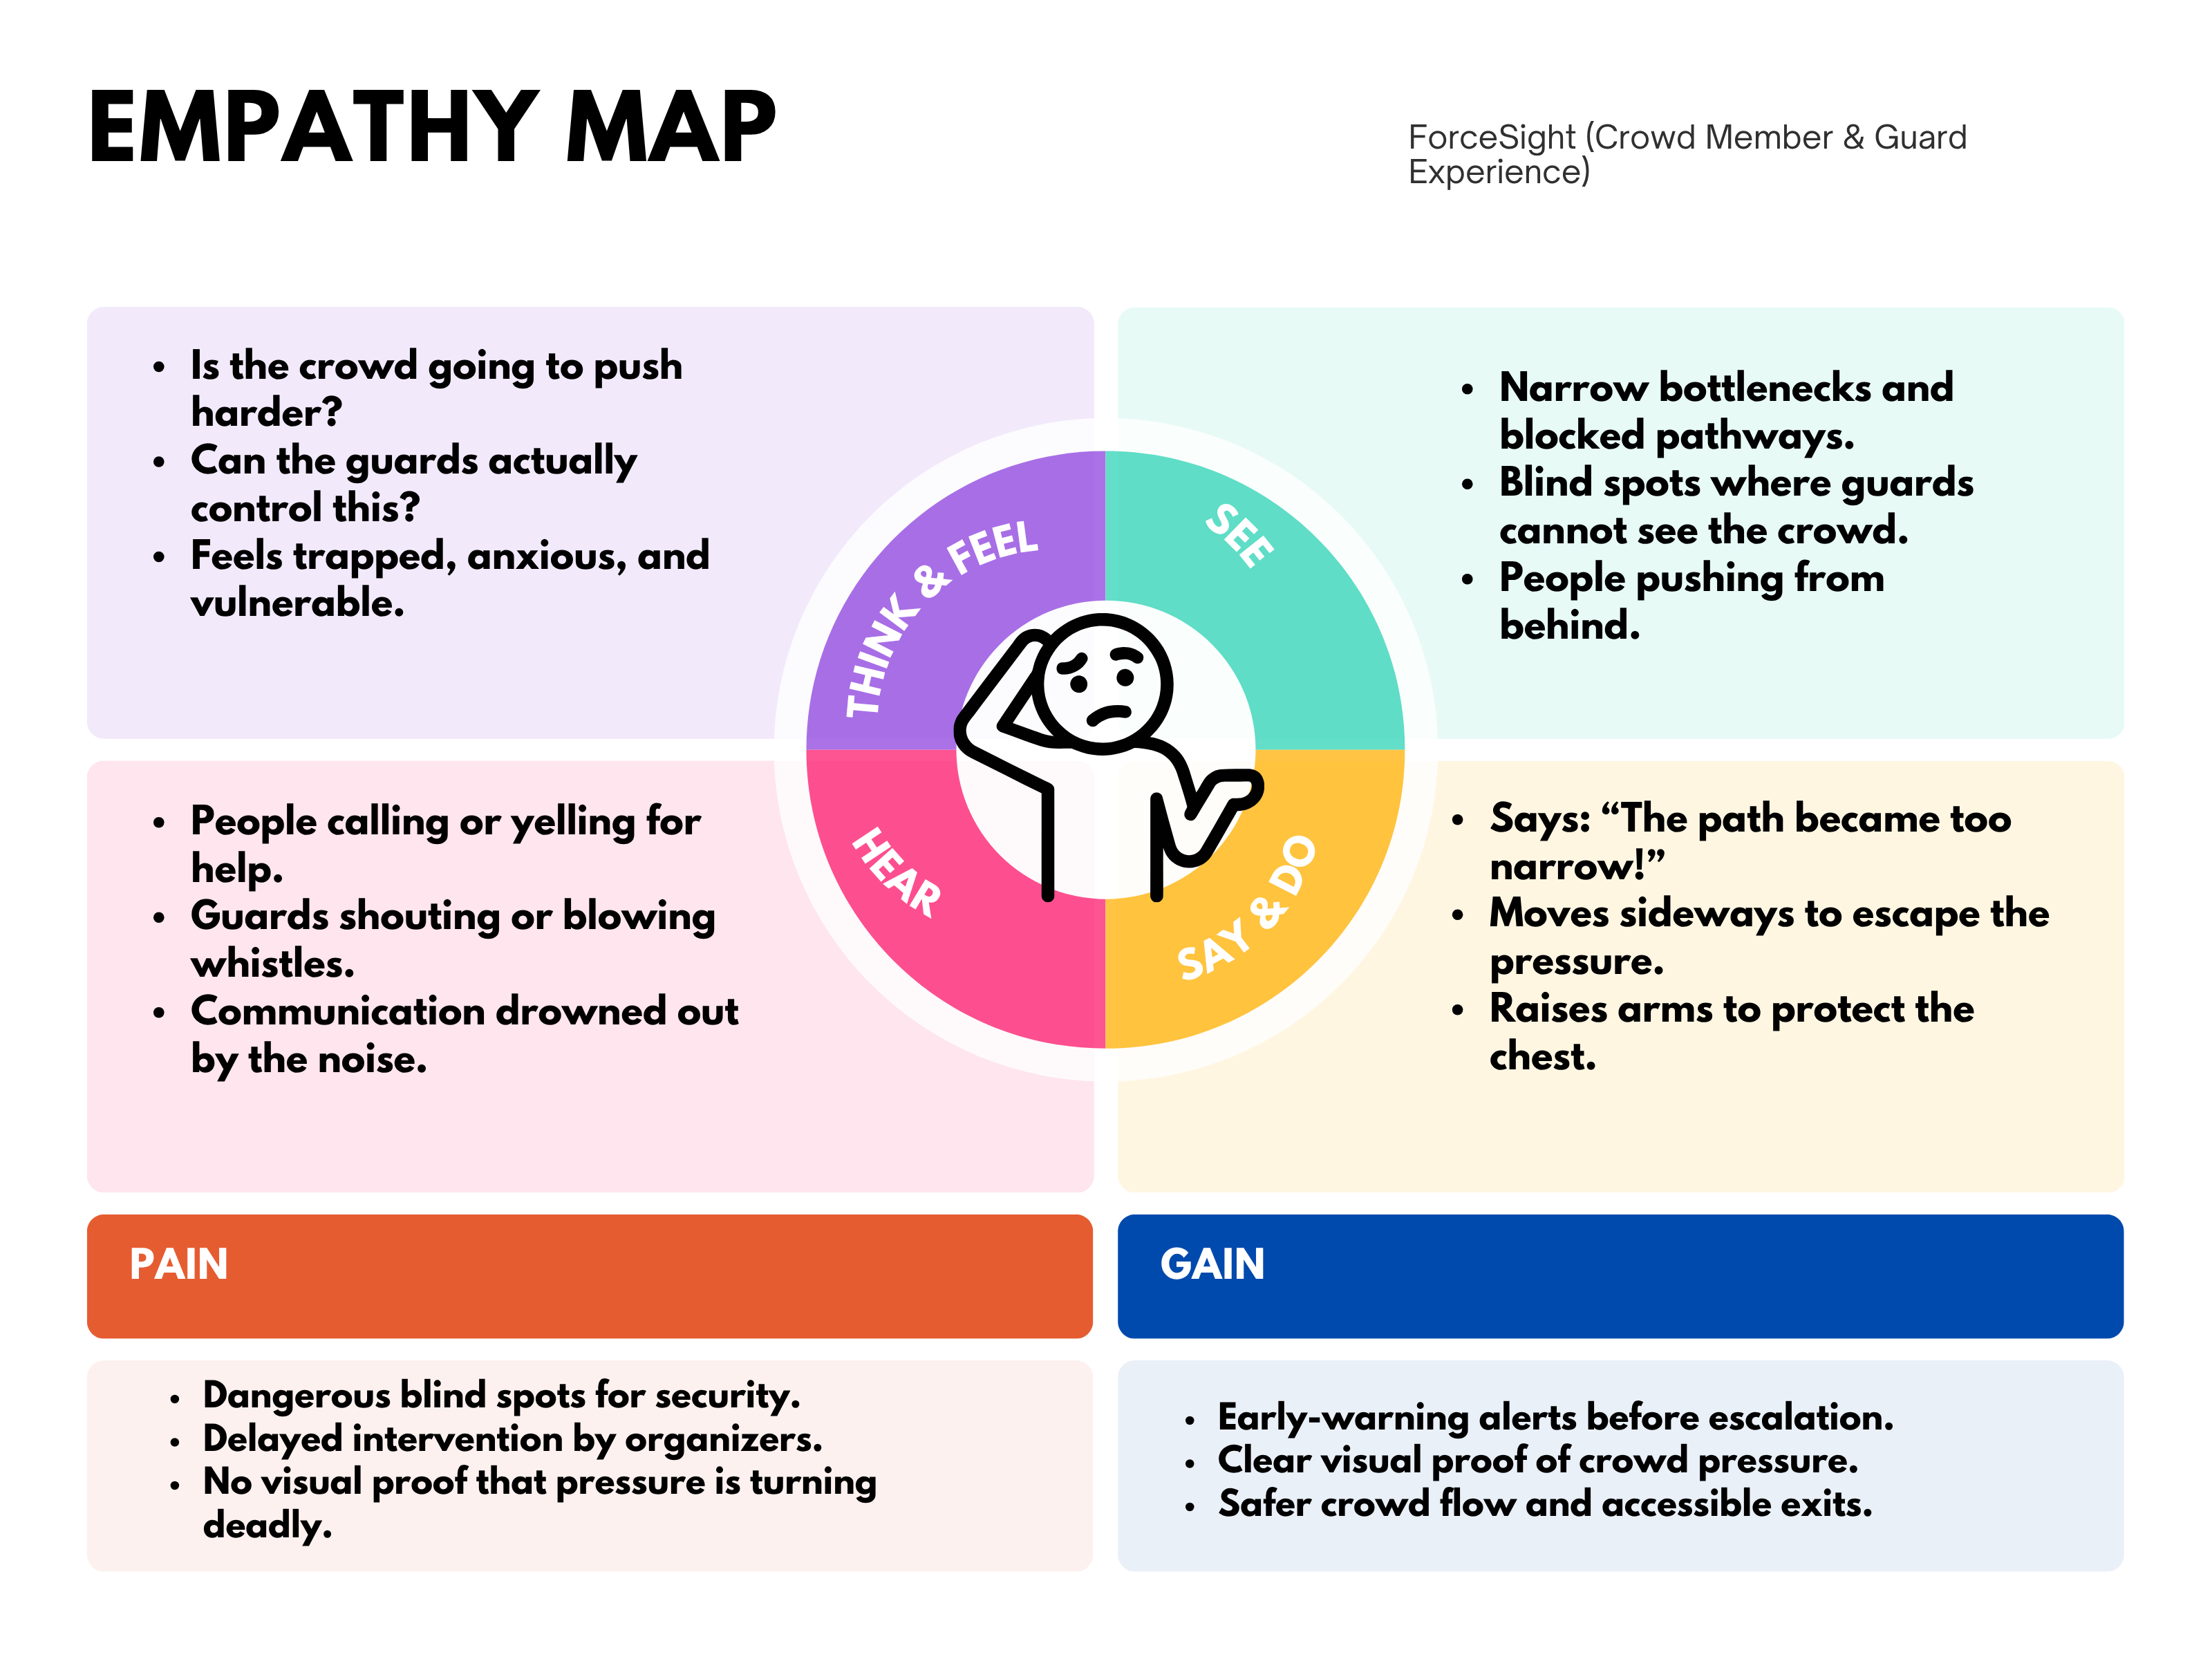 EMPATHY MAP
ForceSight (Crowd Member & Guard
Experience)
• Is the crowd going to push
harder?
• Can the guards actually
control this?
• Feels trapped, anxious, and
vulnerable.
THINK & FEEL
SEE
• Narrow bottlenecks and
blocked pathways.
• Blind spots where guards
cannot see the crowd.
• People pushing from
behind.
• People calling or yelling for
help.
• Guards shouting or blowing
whistles.
• Communication drowned out
by the noise.
HEAR
SAY & DO
• Says: “The path became too
narrow!”
• Moves sideways to escape the
pressure.
• Raises arms to protect the
chest.
PAIN
GAIN
• Dangerous blind spots for security.
• Delayed intervention by organizers.
• No visual proof that pressure is turning
deadly.
• Early-warning alerts before escalation.
• Clear visual proof of crowd pressure.
• Safer crowd flow and accessible exits.